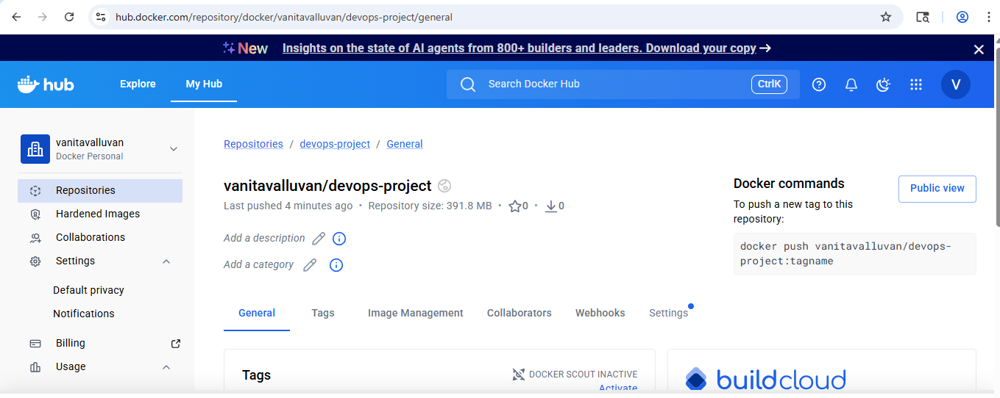 hub.docker.com/repository/docker/vanitavalluvan/devops-project/general
New Insights on the state of AI agents from 800+ builders and leaders. Download your copy →
hub
Explore
My Hub
Search Docker Hub
CtrlK
V
vanitavalluvan
Docker Personal
Repositories
Hardened Images
Collaborations
Settings
Default privacy
Notifications
Billing
Usage
Repositories / devops-project / General
vanitavalluvan/devops-project
Last pushed 4 minutes ago • Repository size: 391.8 MB • 0 • 0
Add a description
Add a category
Docker commands
Public view
To push a new tag to this
repository:
docker push vanitavalluvan/devops-
project:tagname
General
Tags
Image Management
Collaborators
Webhooks
Settings
Tags
DOCKER SCOUT INACTIVE
Activate
buildcloud